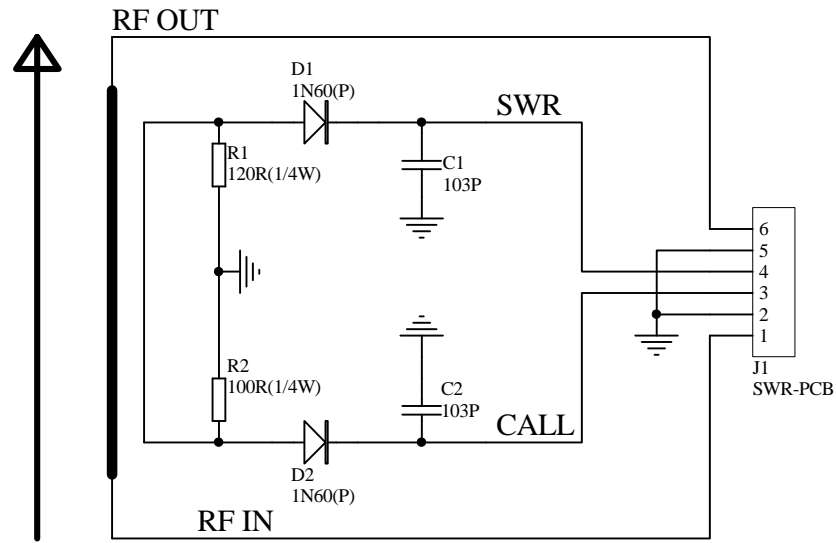 RF OUT
D1
1N60(P)
SWR
R1
120R(1/4W)
C1
103P
6
5
4
3
2
1
R2
100R(1/4W)
C2
103P
J1
SWR-PCB
CALL
D2
1N60(P)
RF IN